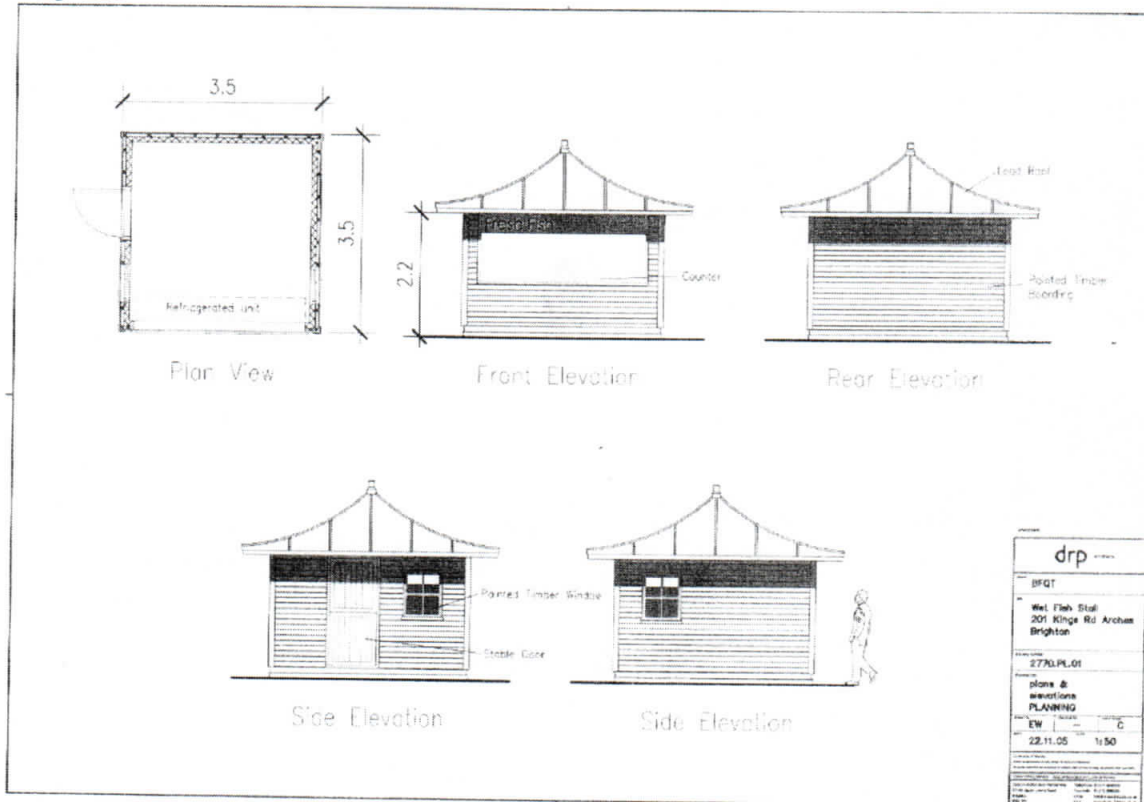 3.5
3.5
Refridgerated unit
Plan View
2.2
Fresh Fish
Counter
Front Elevation
Lead Roof
Painted Timber
Boarding
Rear Elevation
Painted Timber Window
Stable Door
Side Elevation
Side Elevation
drp
BFQT
Wet Fish Stall
201 Kings Rd Arches
Brighton
2770.PL.01
plans &
elevations
PLANNING
EW
—
C
22.11.05
1:50